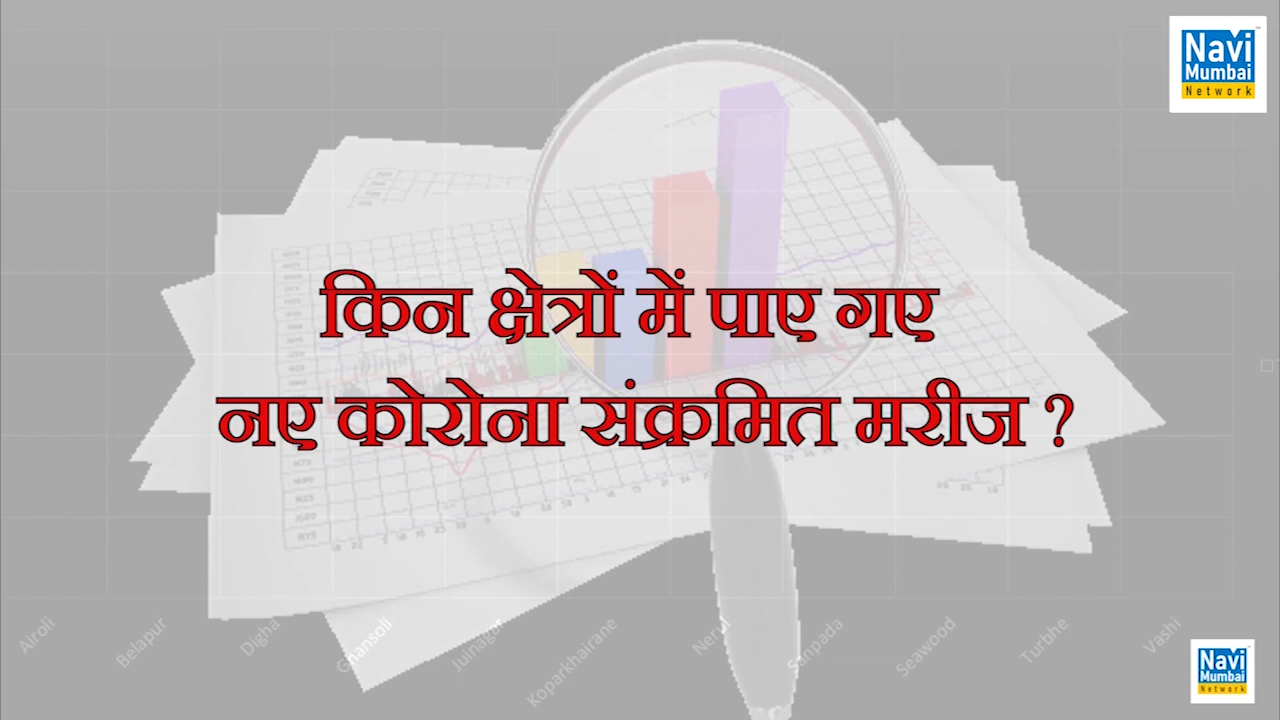 Navi
Mumbai
Network
किन क्षेत्रों में पाए गए
नए कोरोना संक्रमित मरीज ?
Airoli
Belapur
Digha
Ghansoli
Juinagar
Koparkhairane
Nerul
Sanpada
Seawood
Turbhe
Vashi
Navi
Mumbai
Network